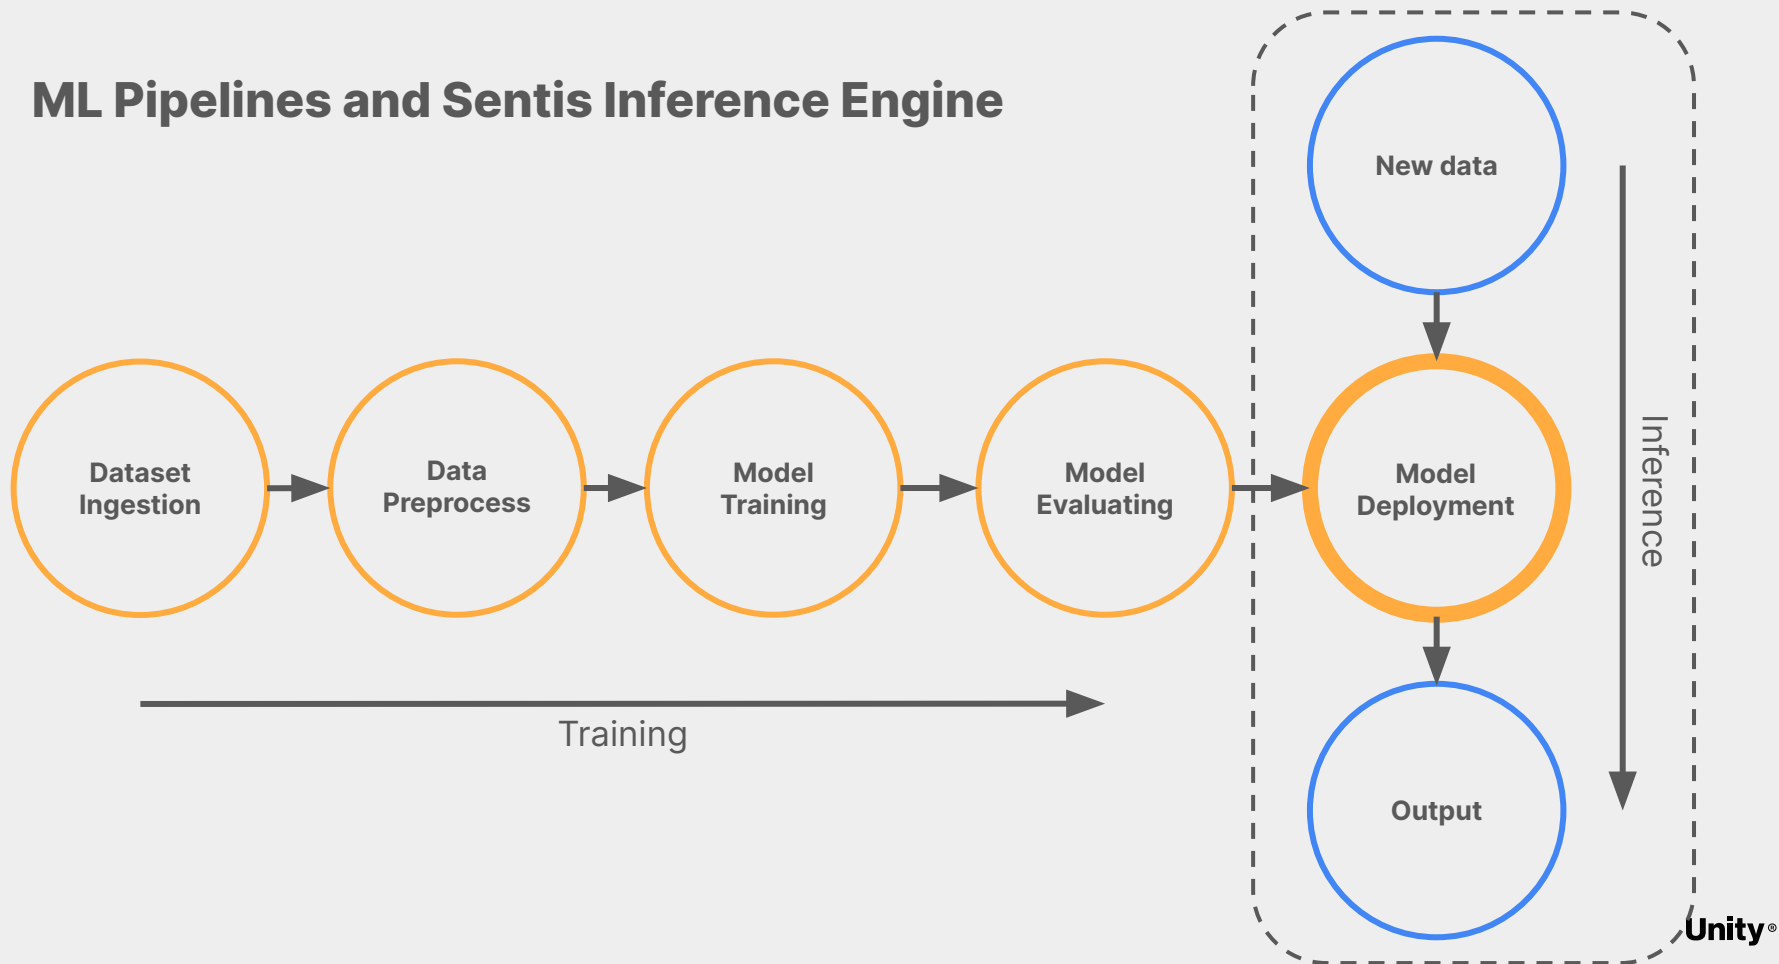 ML Pipelines and Sentis Inference Engine
New data
Dataset
Ingestion
Data
Preprocess
Model
Training
Model
Evaluating
Model
Deployment
Inference
Training
Output
Unity®